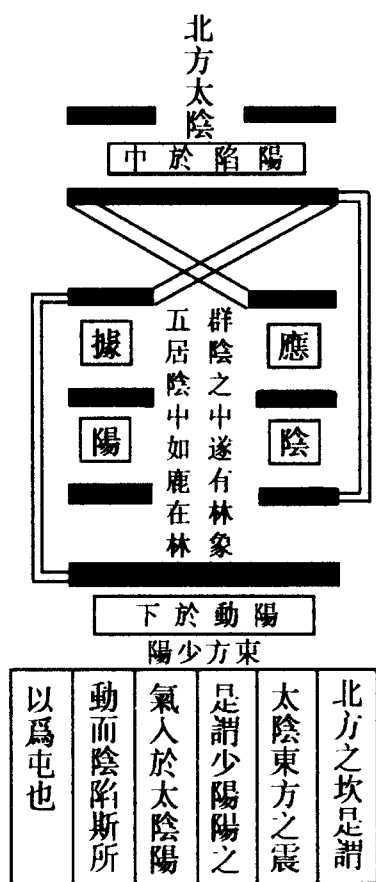 北方太陰
陽陷於中
應陰
據陽
群陰之中遂有林象
五居陰中如鹿在林
陽動於下
東方少陽
北方之坎是謂
太陰東方之震
是謂少陽陽之
氣入於太陰陽
動而陰陷斯所
以爲屯也